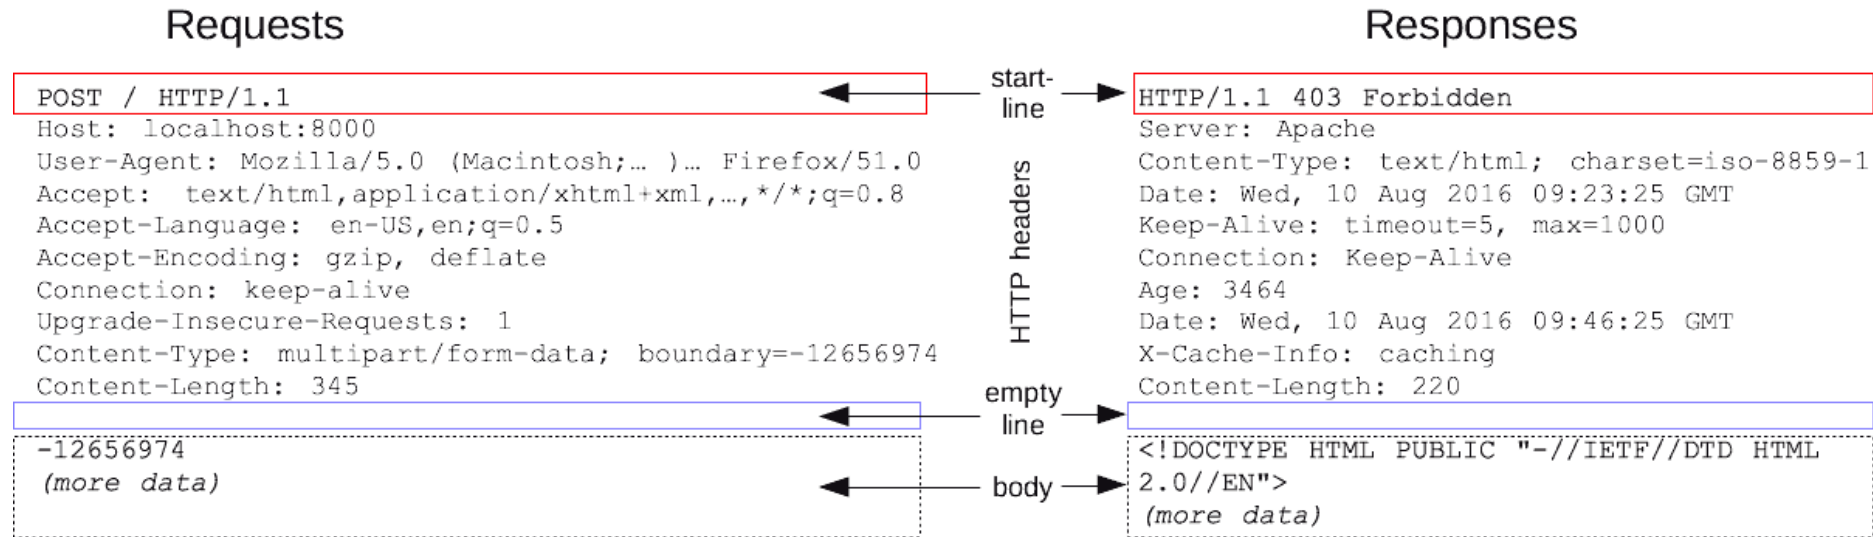 Requests
POST / HTTP/1.1
Host: localhost:8000
User-Agent: Mozilla/5.0 (Macintosh;… )… Firefox/51.0
Accept: text/html,application/xhtml+xml,…,*/*;q=0.8
Accept-Language: en-US,en;q=0.5
Accept-Encoding: gzip, deflate
Connection: keep-alive
Upgrade-Insecure-Requests: 1
Content-Type: multipart/form-data; boundary=-12656974
Content-Length: 345
-12656974
(more data)
start-
line
HTTP headers
empty
line
body
Responses
HTTP/1.1 403 Forbidden
Server: Apache
Content-Type: text/html; charset=iso-8859-1
Date: Wed, 10 Aug 2016 09:23:25 GMT
Keep-Alive: timeout=5, max=1000
Connection: Keep-Alive
Age: 3464
Date: Wed, 10 Aug 2016 09:46:25 GMT
X-Cache-Info: caching
Content-Length: 220
<!DOCTYPE HTML PUBLIC "-//IETF//DTD HTML
2.0//EN">
(more data)